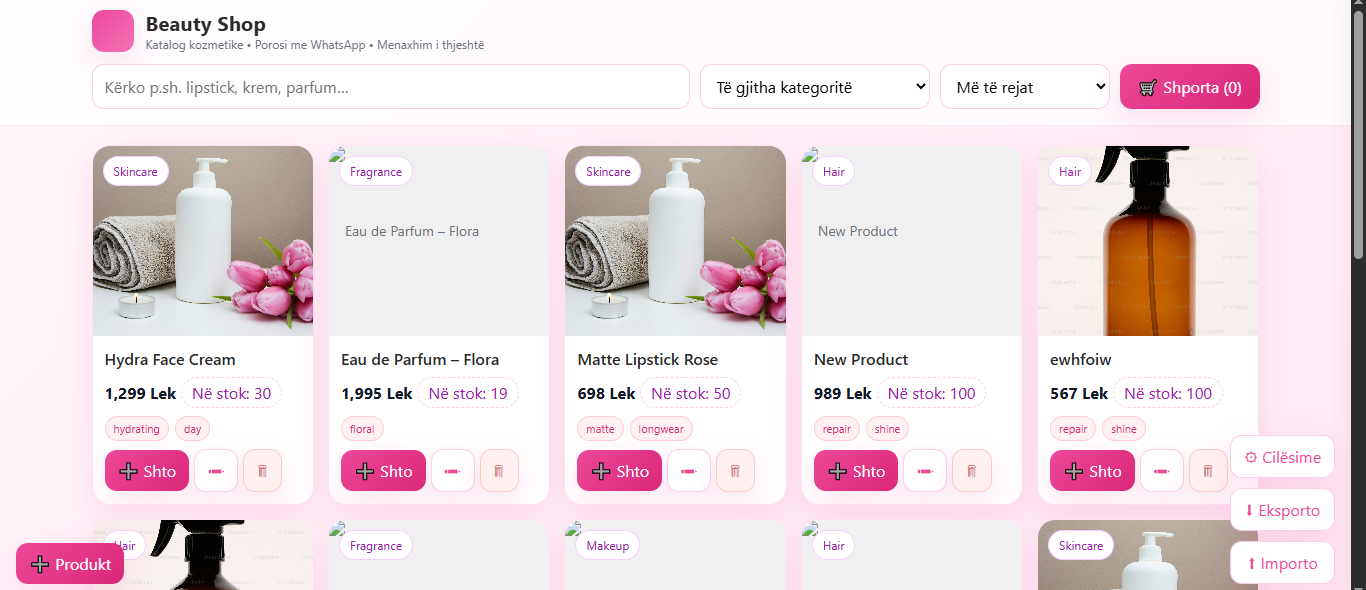 Beauty Shop
Katalog kozmetike • Porosi me WhatsApp • Menaxhim i thjeshtë
Kërko p.sh. lipstick, krem, parfum...
Të gjitha kategoritë
Më të rejat
Shporta (0)
Skincare
Fragrance
Skincare
Hair
Hair
Eau de Parfum – Flora
New Product
Hydra Face Cream
Eau de Parfum – Flora
Matte Lipstick Rose
New Product
ewhfoiw
1,299 Lek Në stok: 30
1,995 Lek Në stok: 19
698 Lek Në stok: 50
989 Lek Në stok: 100
567 Lek Në stok: 100
hydrating day
floral
matte longwear
repair shine
repair shine
Shto
Shto
Shto
Shto
Shto
Cilësime
Eksporto
Importo
Hair
Fragrance
Makeup
Hair
Skincare
Produkt